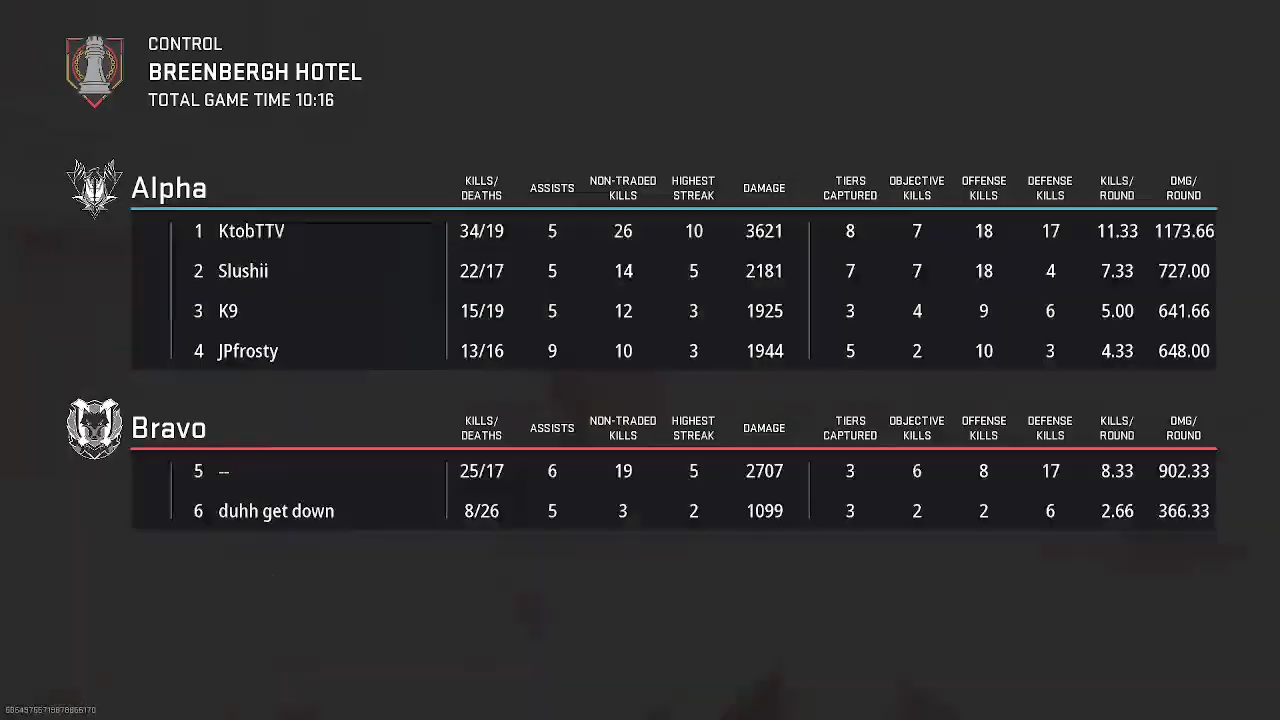 CONTROL
BREENBERGH HOTEL
TOTAL GAME TIME 10:16
Alpha KILLS/ DEATHS ASSISTS NON-TRADED KILLS HIGHEST STREAK DAMAGE TIERS CAPTURED OBJECTIVE KILLS OFFENSE KILLS DEFENSE KILLS KILLS/ ROUND DMG/ ROUND
1 KtobTTV 34/19 5 26 10 3621 8 7 18 17 11.33 1173.66
2 Slushii 22/17 5 14 5 2181 7 7 18 4 7.33 727.00
3 K9 15/19 5 12 3 1925 3 4 9 6 5.00 641.66
4 JPfrosty 13/16 9 10 3 1944 5 2 10 3 4.33 648.00
Bravo KILLS/ DEATHS ASSISTS NON-TRADED KILLS HIGHEST STREAK DAMAGE TIERS CAPTURED OBJECTIVE KILLS OFFENSE KILLS DEFENSE KILLS KILLS/ ROUND DMG/ ROUND
5 -- 25/17 6 19 5 2707 3 6 8 17 8.33 902.33
6 duhh get down 8/26 5 3 2 1099 3 2 2 6 2.66 366.33